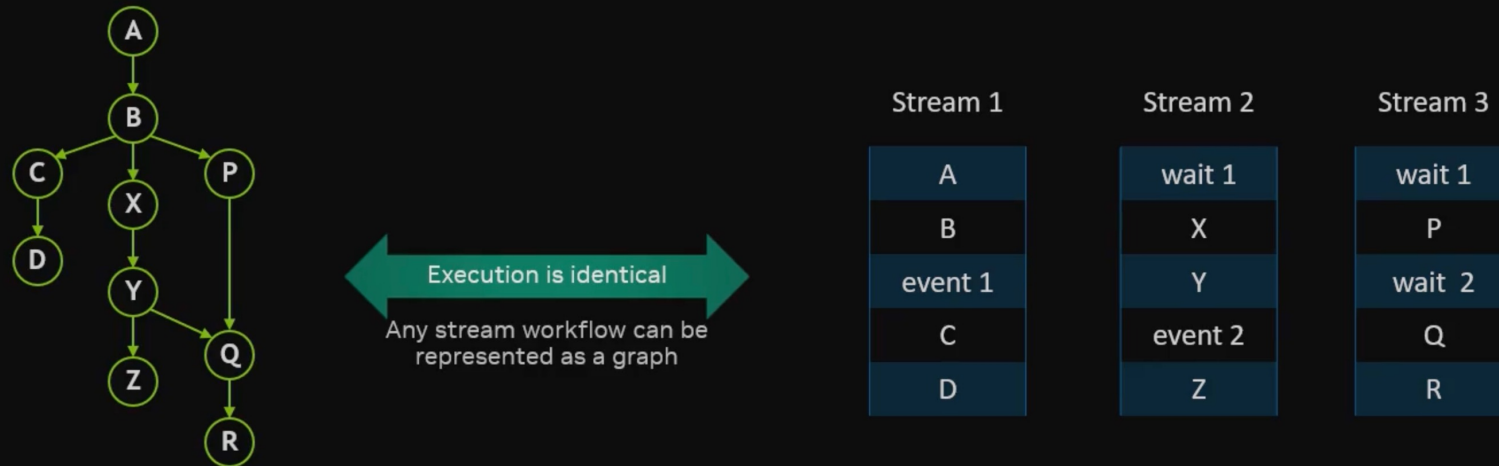 A
B
C
P
X
D
Y
Q
Z
R
Execution is identical
Any stream workflow can be
represented as a graph
Stream 1
A
B
event 1
C
D
Stream 2
wait 1
X
Y
event 2
Z
Stream 3
wait 1
P
wait 2
Q
R